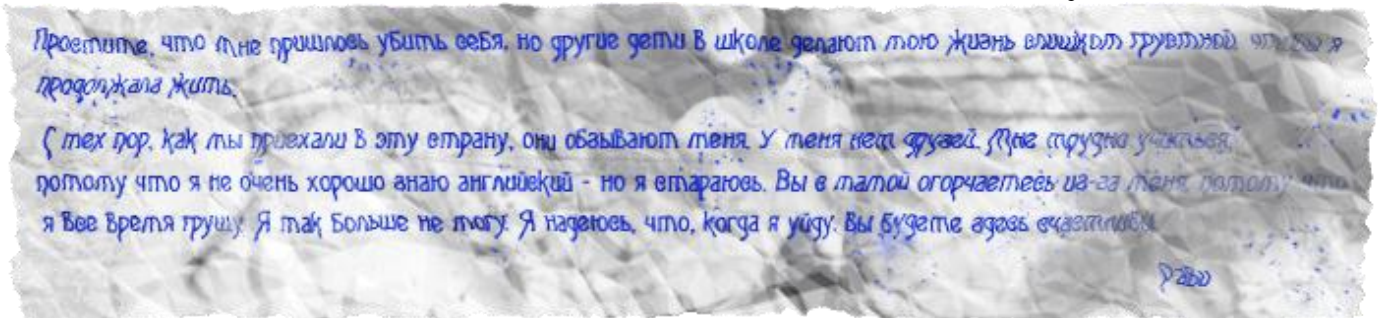 Простите, что мне пришлось убить себя, но другие дети в школе делают мою жизнь слишком грустной, чтобы я
продолжала жить.
С тех пор, как мы приехали в эту страну, они обзывают меня. У меня нет друзей. Мне трудно учиться,
потому что я не очень хорошо знаю английский - но я стараюсь. Вы с мамой огорчаетесь из-за меня, потому что
я все время грущу. Я так больше не могу. Я надеюсь, что, когда я уйду, вы будете здесь счастливы.